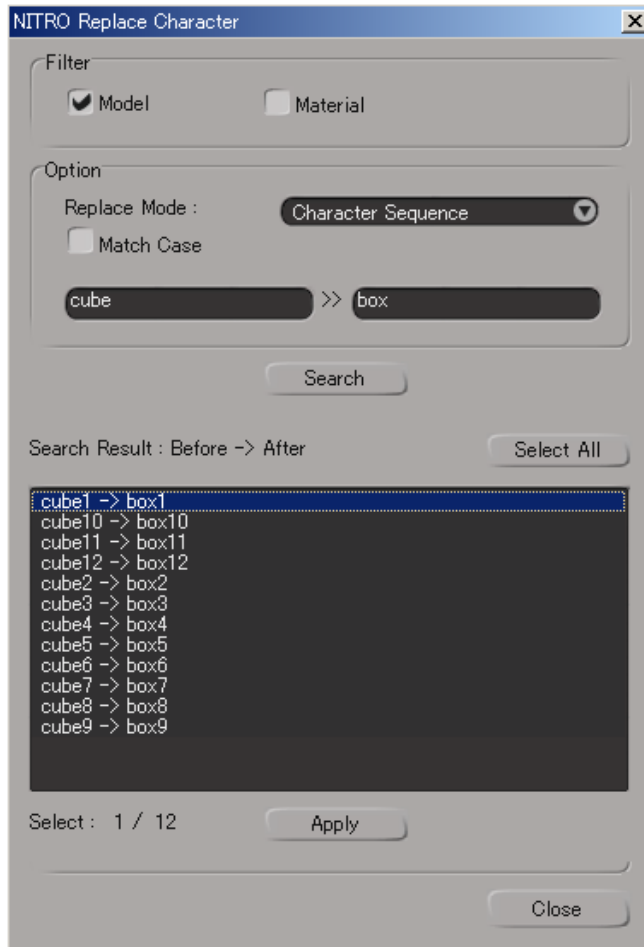 NITRO Replace Character
Filter
Model
Material
Option
Replace Mode :
Character Sequence
Match Case
cube >> box
Search
Search Result : Before -> After
Select All
cube1 -> box1
cube10 -> box10
cube11 -> box11
cube12 -> box12
cube2 -> box2
cube3 -> box3
cube4 -> box4
cube5 -> box5
cube6 -> box6
cube7 -> box7
cube8 -> box8
cube9 -> box9
Select : 1 / 12
Apply
Close